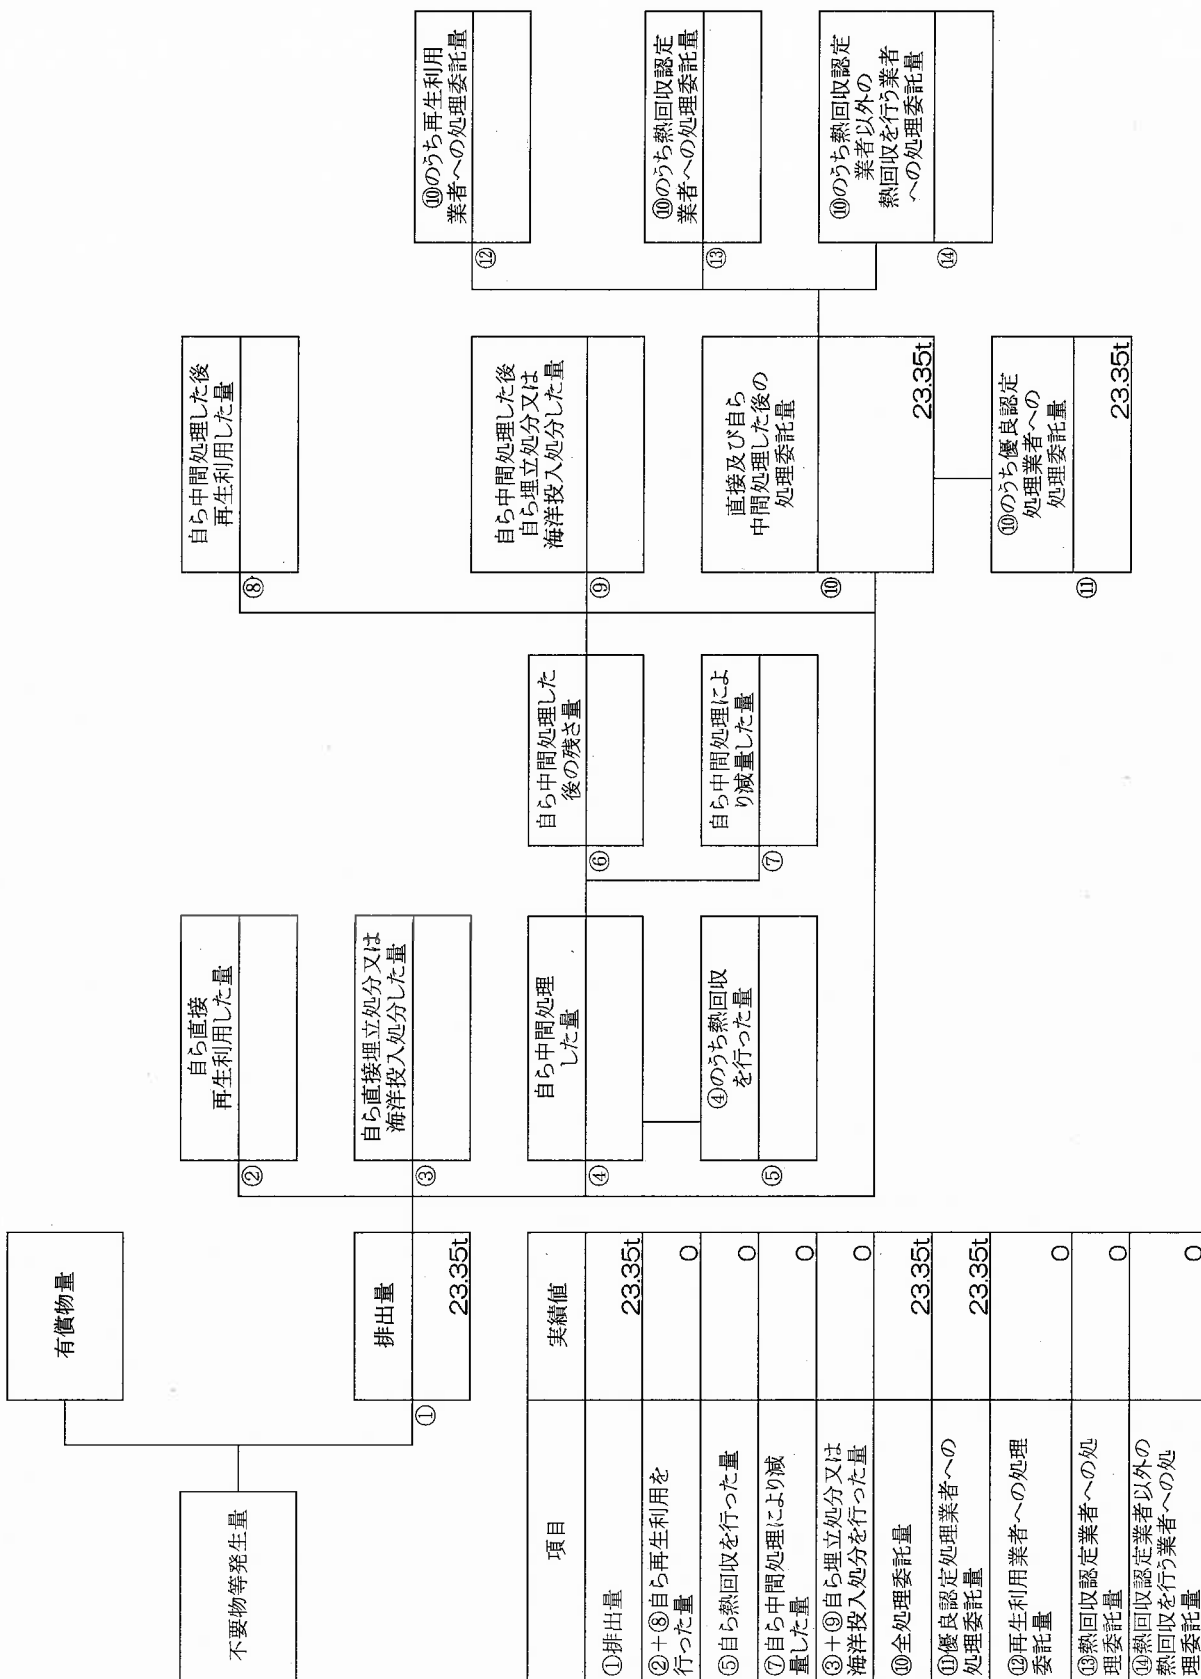 有償物量
不要物等発生量
①
排出量
23.35t
②
自ら直接
再生利用した量
③
自ら直接埋立処分又は
海洋投入処分した量
④
自ら中間処理
した量
⑤
④のうち熱回収
を行った量
⑥
自ら中間処理した
後の残さ量
⑦
自ら中間処理によ
り減量した量
⑧
自ら中間処理した後
再生利用した量
⑨
自ら中間処理した後
自ら埋立処分又は
海洋投入処分した量
⑩
直接及び自ら
中間処理した後の
処理委託量
23.35t
⑪
⑩のうち優良認定
処理業者への
処理委託量
23.35t
⑫
⑩のうち再生利用
業者への処理委託量
⑬
⑩のうち熱回収認定
業者への処理委託量
⑭
⑩のうち熱回収認定
業者以外の
熱回収を行う業者
への処理委託量
項目 実績値
①排出量 23.35t
②+⑧自ら再生利用を
行った量 0
⑤自ら熱回収を行った量 0
⑦自ら中間処理により減
量した量 0
③+⑨自ら埋立処分又は
海洋投入処分を行った量 0
⑩全処理委託量 23.35t
⑪優良認定処理業者への
処理委託量 23.35t
⑫再生利用業者への処理
委託量 0
⑬熱回収認定業者への処
理委託量 0
⑭熱回収認定業者以外の
熱回収を行う業者への処
理委託量 0